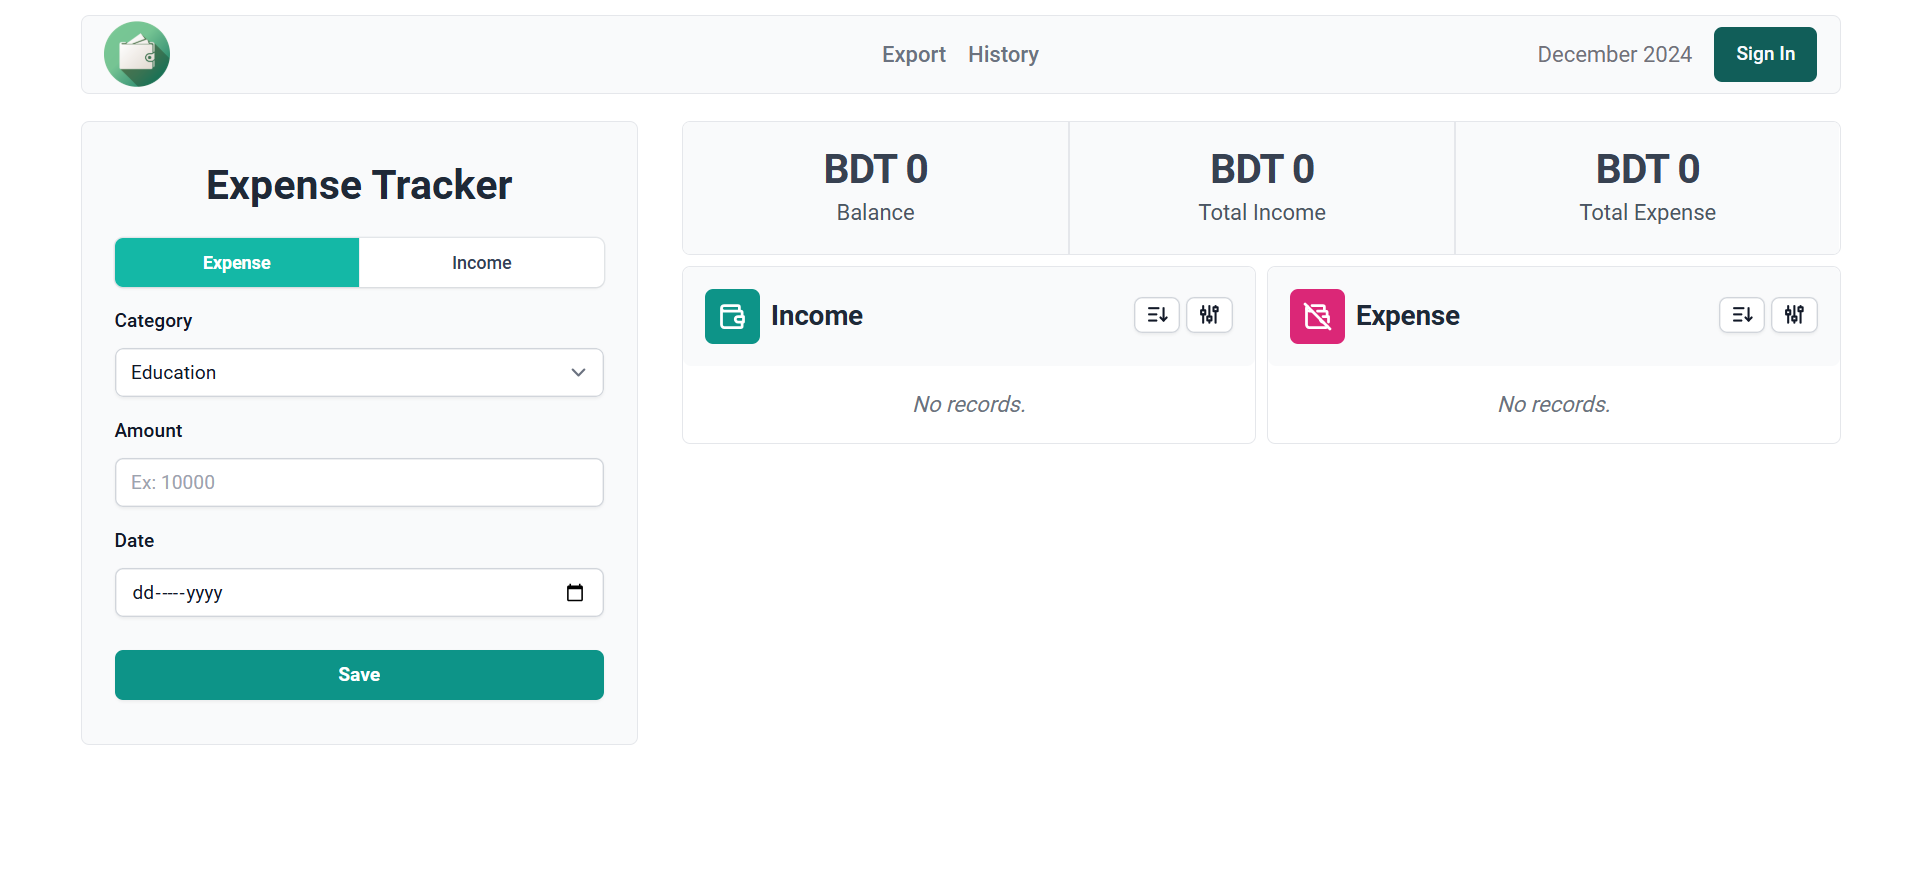 Export History
December 2024
Sign In
Expense Tracker
Expense Income
Category
Education
Amount
Ex: 10000
Date
dd-----yyyy
Save
BDT 0
Balance
BDT 0
Total Income
BDT 0
Total Expense
Income
No records.
Expense
No records.